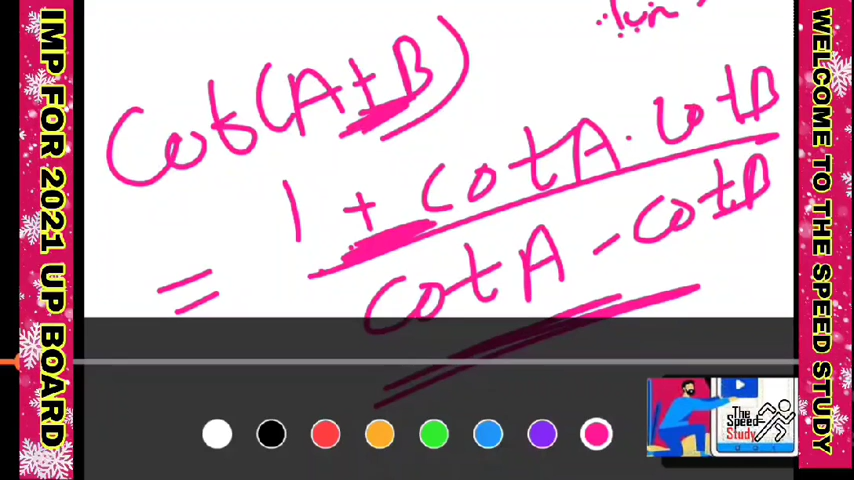 Cot(A+B)
= 1 + CotA . CotB / CotA - CotB
IMP FOR 2021 UP BOARD
WELCOME TO THE SPEED STUDY
The
Speed
Study